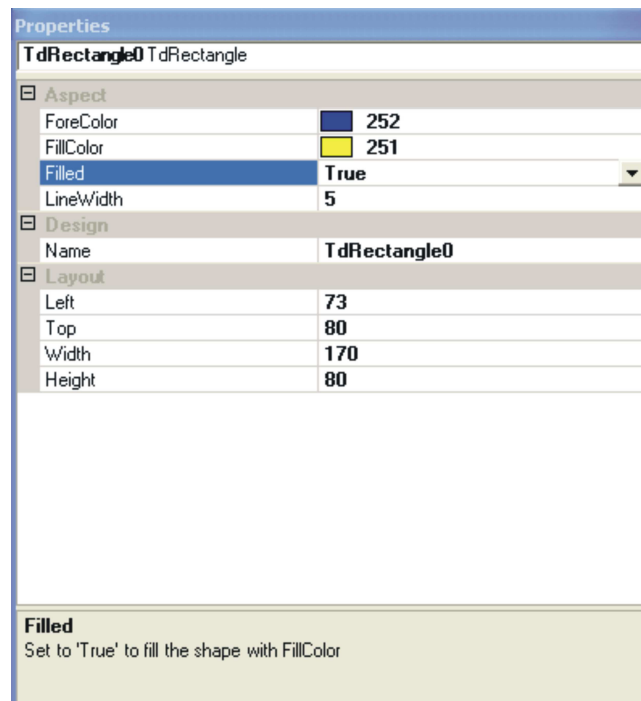 Properties
TdRectangle0 TdRectangle
Aspect
ForeColor 252
FillColor 251
Filled True
LineWidth 5
Design
Name TdRectangle0
Layout
Left 73
Top 80
Width 170
Height 80
Filled
Set to 'True' to fill the shape with FillColor